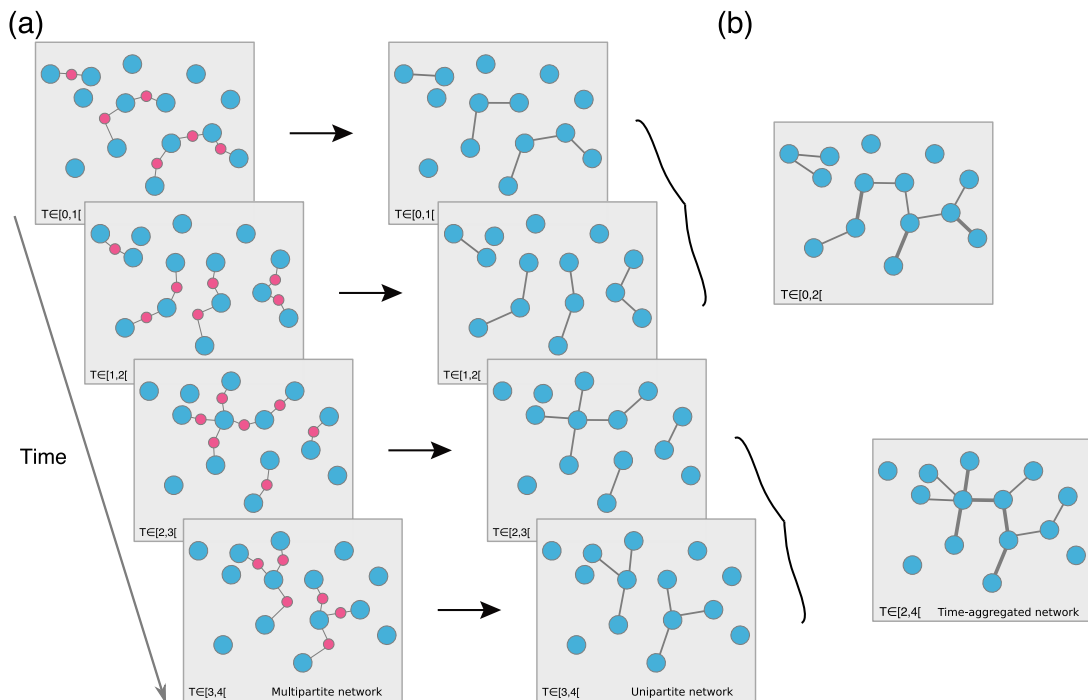 (a)
(b)
T∈[0,1[
T∈[0,1[
T∈[0,2[
T∈[1,2[
T∈[1,2[
Time
T∈[2,3[
T∈[2,3[
T∈[2,4[ Time-aggregated network
T∈[3,4[ Multipartite network
T∈[3,4[ Unipartite network